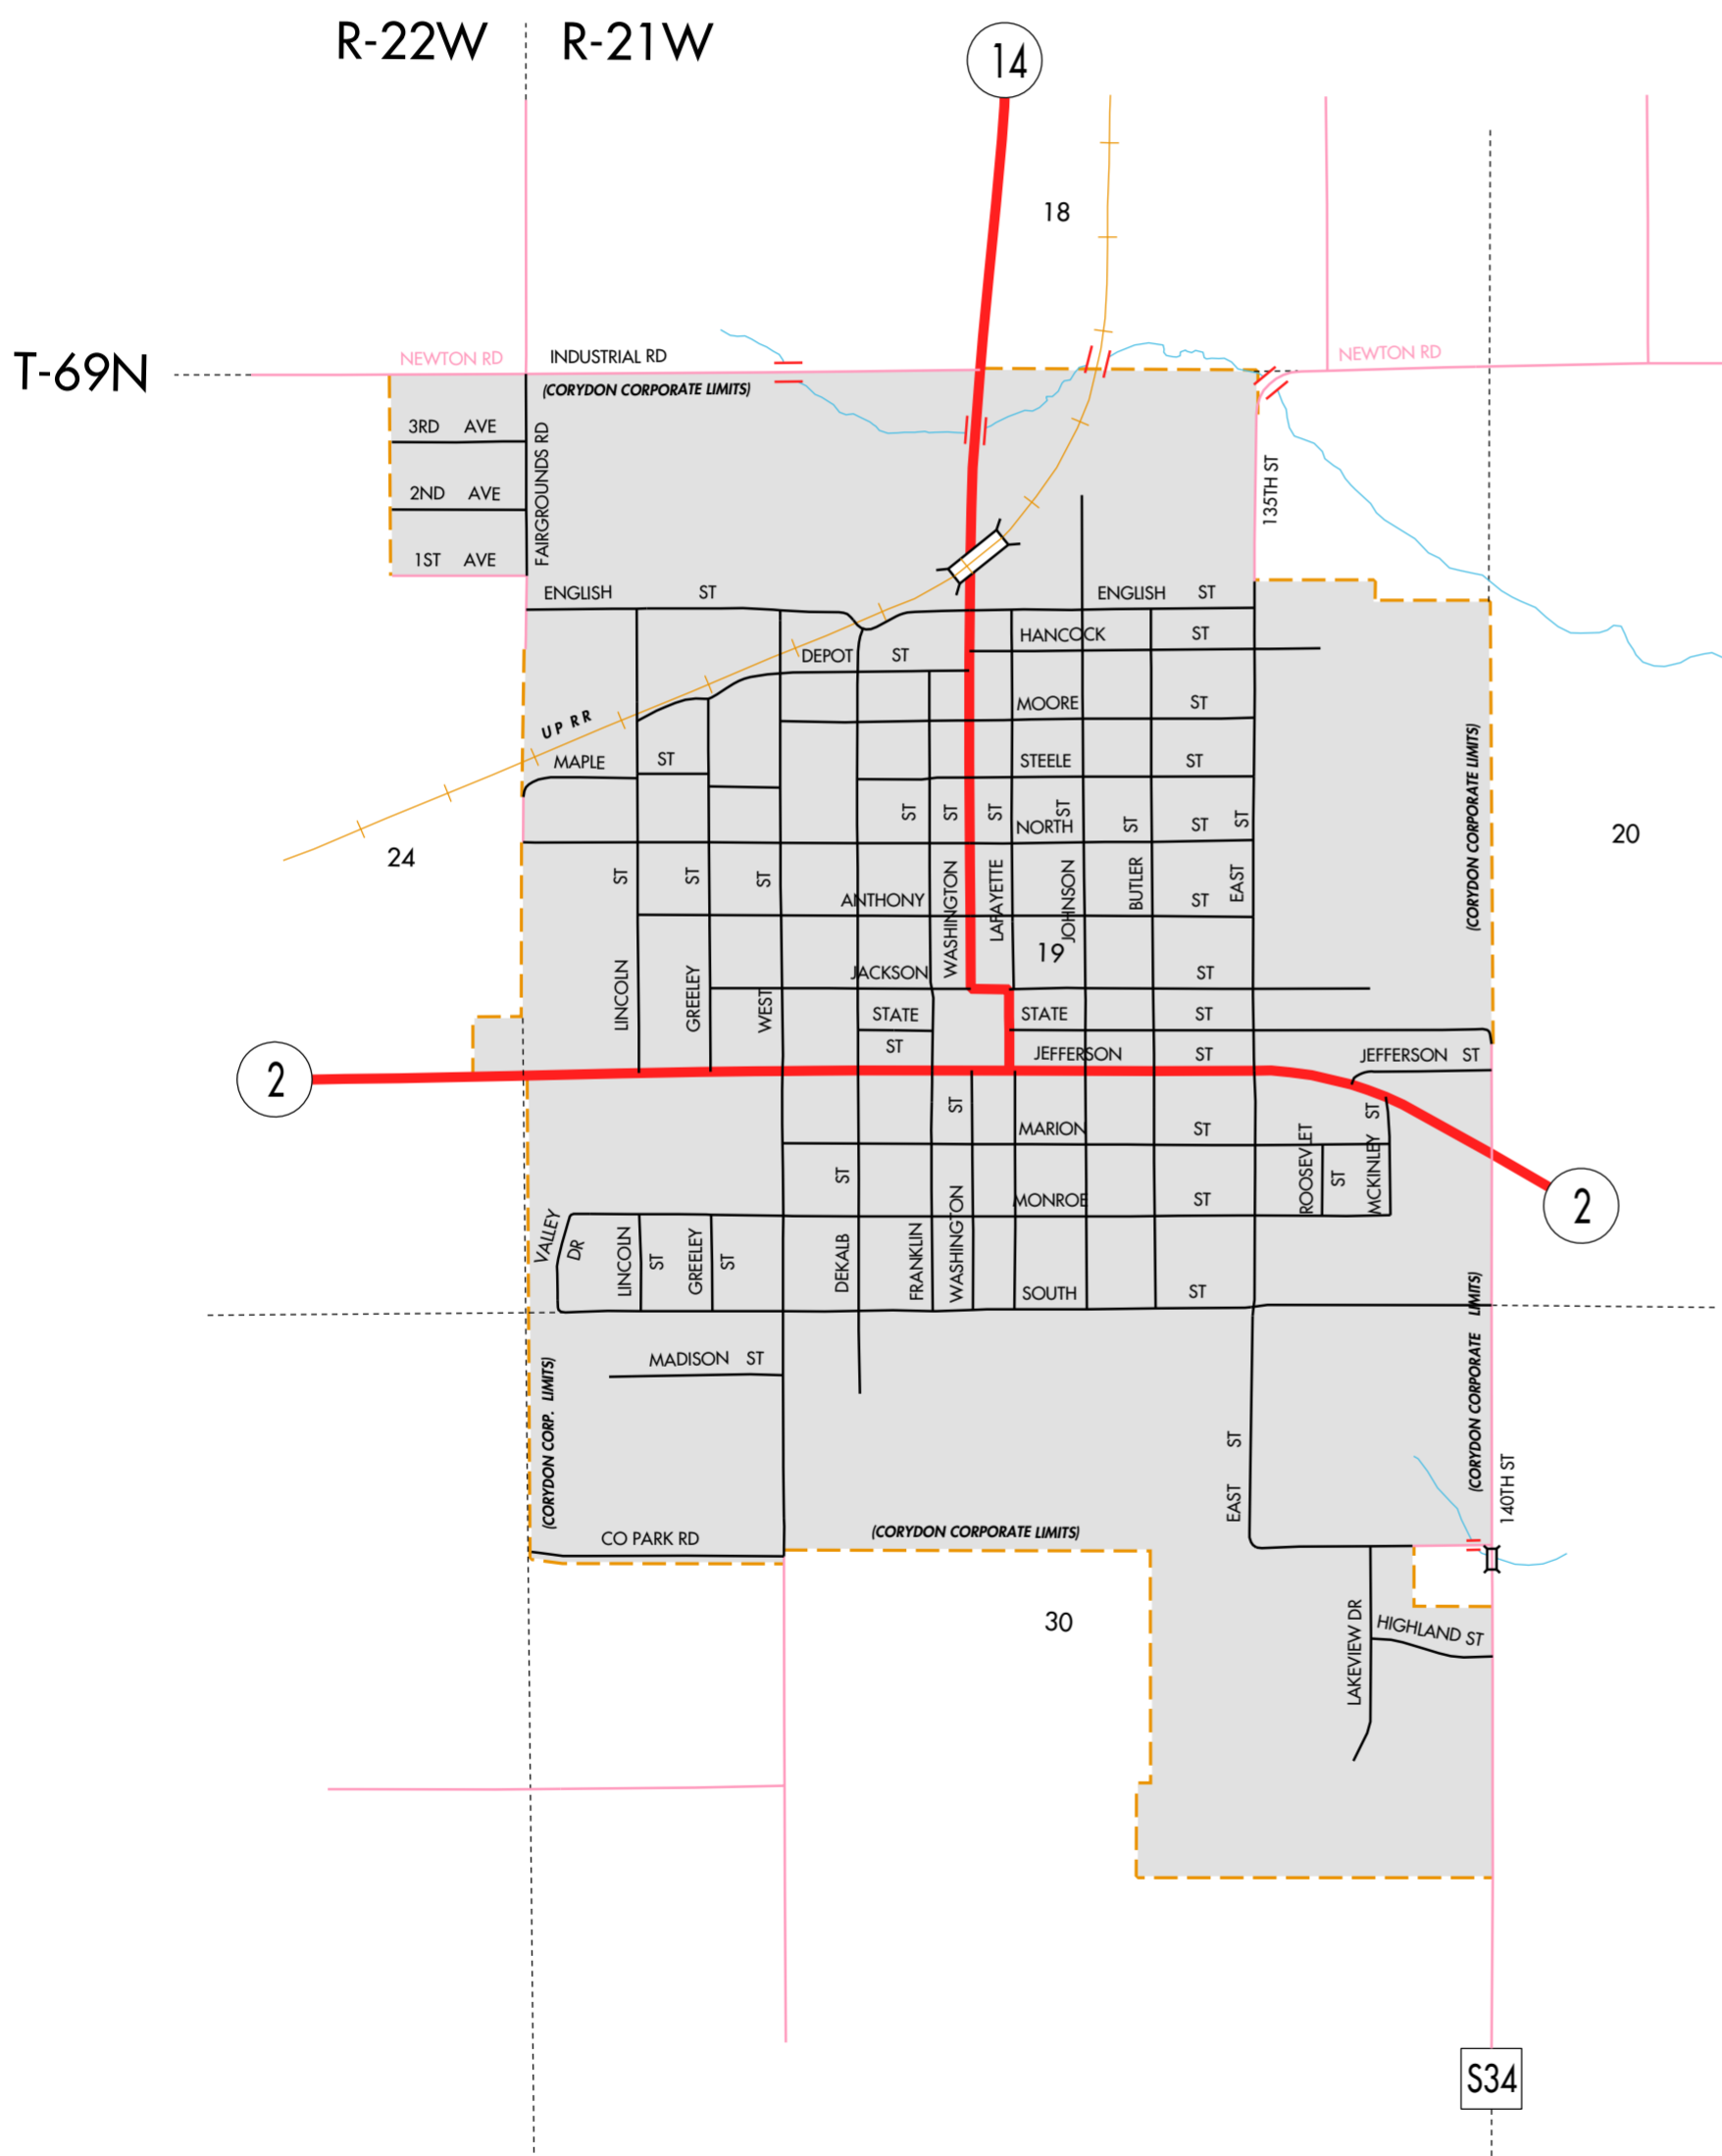 R-22W
R-21W
14
18
T-69N
NEWTON RD
INDUSTRIAL RD
NEWTON RD
(CORYDON CORPORATE LIMITS)
3RD AVE
FAIRGROUNDS RD
135TH ST
2ND AVE
1ST AVE
ENGLISH ST
ENGLISH ST
HANCOCK ST
DEPOT ST
MOORE ST
UP RR
MAPLE ST
STEELE ST
(CORYDON CORPORATE LIMITS)
NORTH ST
20
24
ANTHONY ST
WASHINGTON ST
LAFAYETTE ST
JOHNSON ST
BUTLER ST
EAST ST
ST
19
LINCOLN ST
GREELEY ST
WEST ST
JACKSON ST
STATE ST
STATE ST
JEFFERSON ST
JEFFERSON ST
2
MARION ST
ROOSEVLET ST
MCKINLEY ST
MONROE ST
2
VALLEY DR
LINCOLN ST
GREELEY ST
DEKALB ST
FRANKLIN
WASHINGTON ST
SOUTH ST
MADISON ST
(CORYDON CORP. LIMITS)
(CORYDON CORPORATE LIMITS)
EAST ST
140TH ST
CO PARK RD
(CORYDON CORPORATE LIMITS)
30
LAKEVIEW DR
HIGHLAND ST
S34